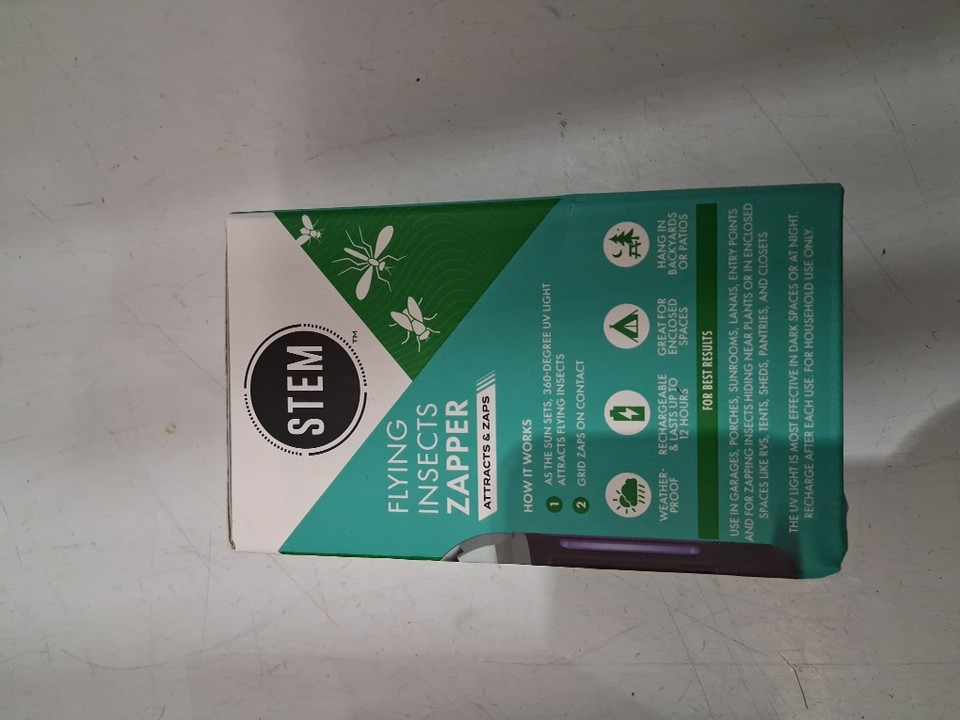 STEM
TM
FLYING
INSECTS
ZAPPER
ATTRACTS & ZAPS
HOW IT WORKS
1 AS THE SUN SETS, 360-DEGREE UV LIGHT
ATTRACTS FLYING INSECTS
2 GRID ZAPS ON CONTACT
WEATHER-
PROOF
RECHARGEABLE
& LASTS UP TO
12 HOURS
GREAT FOR
ENCLOSED
SPACES
HANG IN
BACKYARDS
OR PATIOS
FOR BEST RESULTS
USE IN GARAGES, PORCHES, SUNROOMS, LANAIS, ENTRY POINTS
AND FOR ZAPPING INSECTS HIDING NEAR PLANTS OR IN ENCLOSED
SPACES LIKE RVS, TENTS, SHEDS, PANTRIES, AND CLOSETS
THE UV LIGHT IS MOST EFFECTIVE IN DARK SPACES OR AT NIGHT.
RECHARGE AFTER EACH USE. FOR HOUSEHOLD USE ONLY.